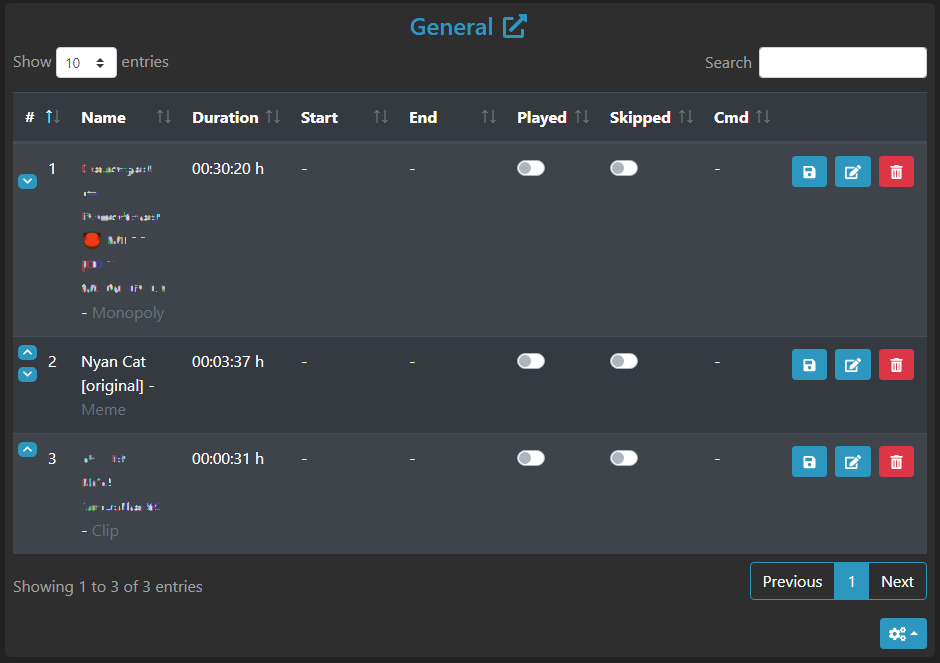 General
Show 10 entries
Search
# Name Duration Start End Played Skipped Cmd
1 00:30:20 h - - -
- Monopoly
2 Nyan Cat 00:03:37 h - - -
[original] -
Meme
3 00:00:31 h - - -
- Clip
Showing 1 to 3 of 3 entries
Previous 1 Next